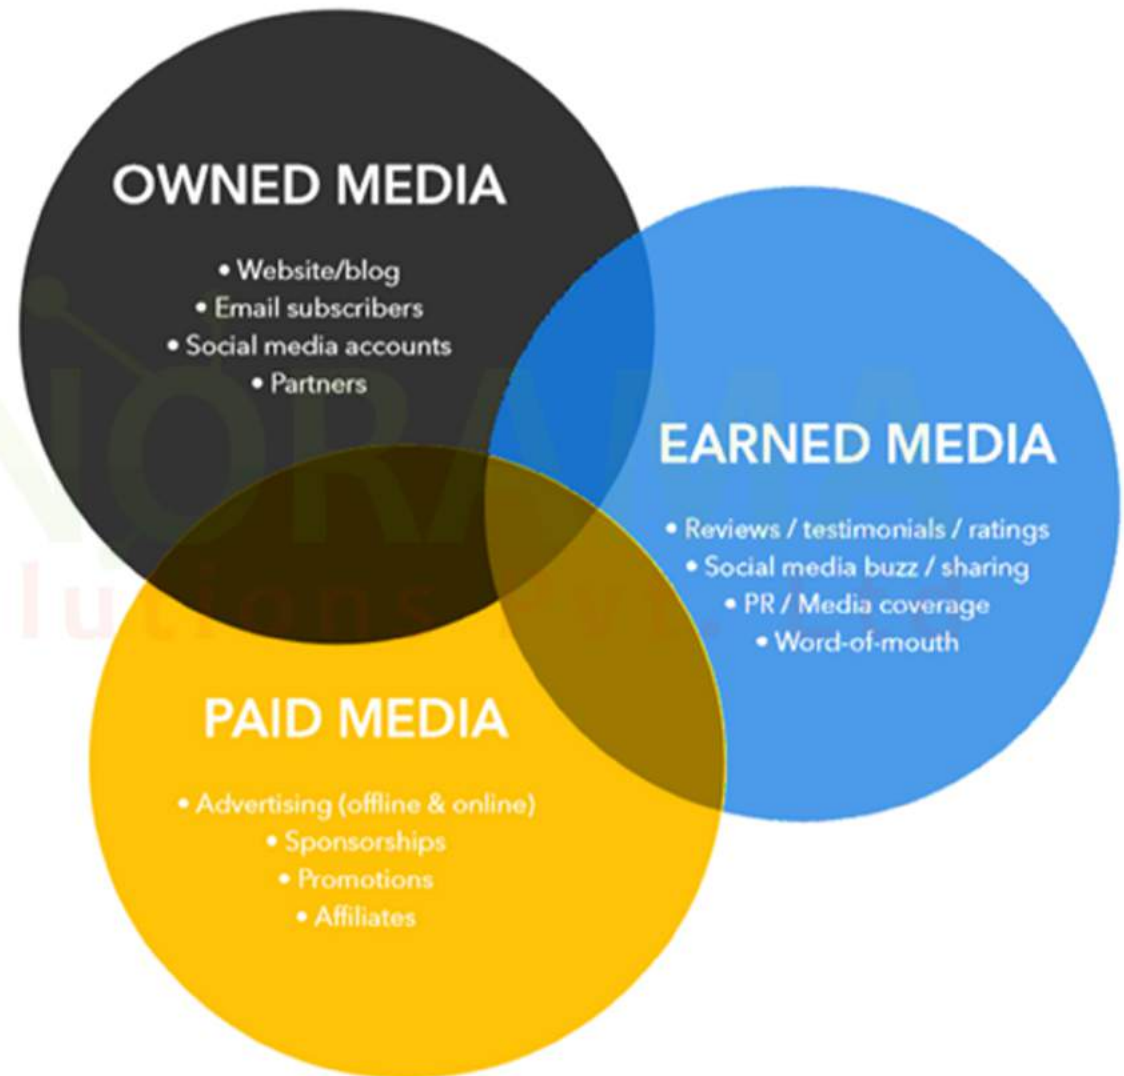 OWNED MEDIA
• Website/blog
• Email subscribers
• Social media accounts
• Partners
EARNED MEDIA
• Reviews / testimonials / ratings
• Social media buzz / sharing
• PR / Media coverage
• Word-of-mouth
PAID MEDIA
• Advertising (offline & online)
• Sponsorships
• Promotions
• Affiliates